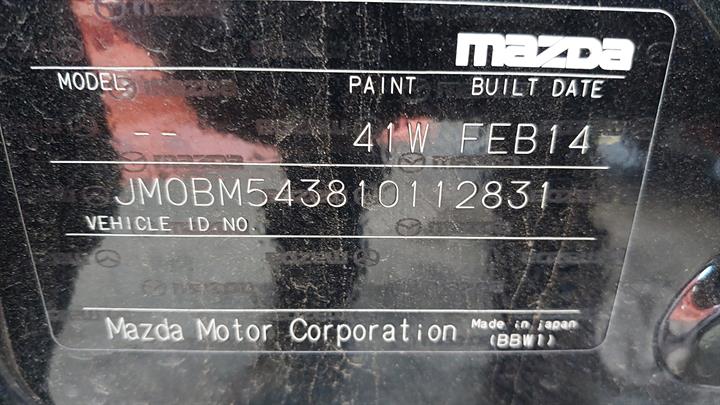 mazda
MODEL PAINT BUILT DATE
-- 41W FEB14
JM0BM543810112831
VEHICLE ID NO.
Mazda Motor Corporation Made in japan
(BBW1)